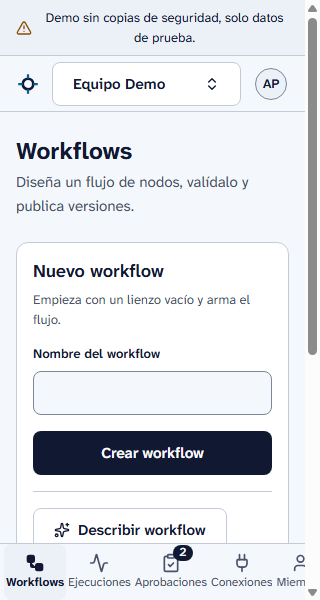 Demo sin copias de seguridad, solo datos
de prueba.
Equipo Demo
AP
Workflows
Diseña un flujo de nodos, valídalo y
publica versiones.
Nuevo workflow
Empieza con un lienzo vacío y arma el
flujo.
Nombre del workflow
Crear workflow
Describir workflow
2
Workflows Ejecuciones Aprobaciones Conexiones Miem